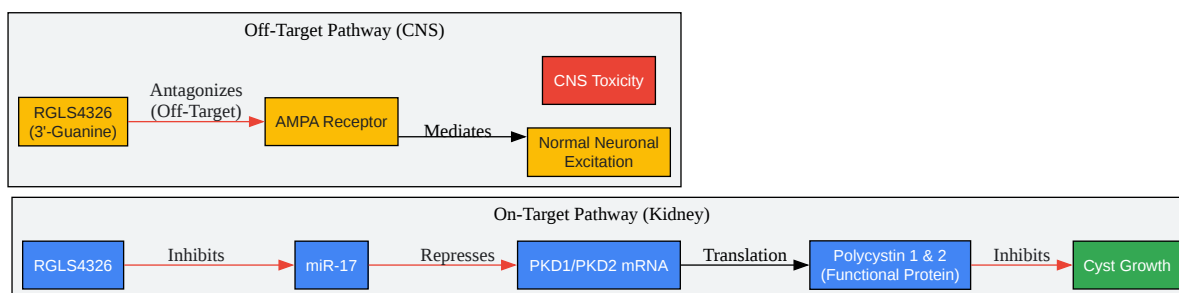 Off-Target Pathway (CNS)
CNS Toxicity
RGLS4326
(3'-Guanine)
Antagonizes
(Off-Target)
AMPA Receptor
Mediates
Normal Neuronal
Excitation
On-Target Pathway (Kidney)
RGLS4326
Inhibits
miR-17
Represses
PKD1/PKD2 mRNA
Translation
Polycystin 1 & 2
(Functional Protein)
Inhibits
Cyst Growth